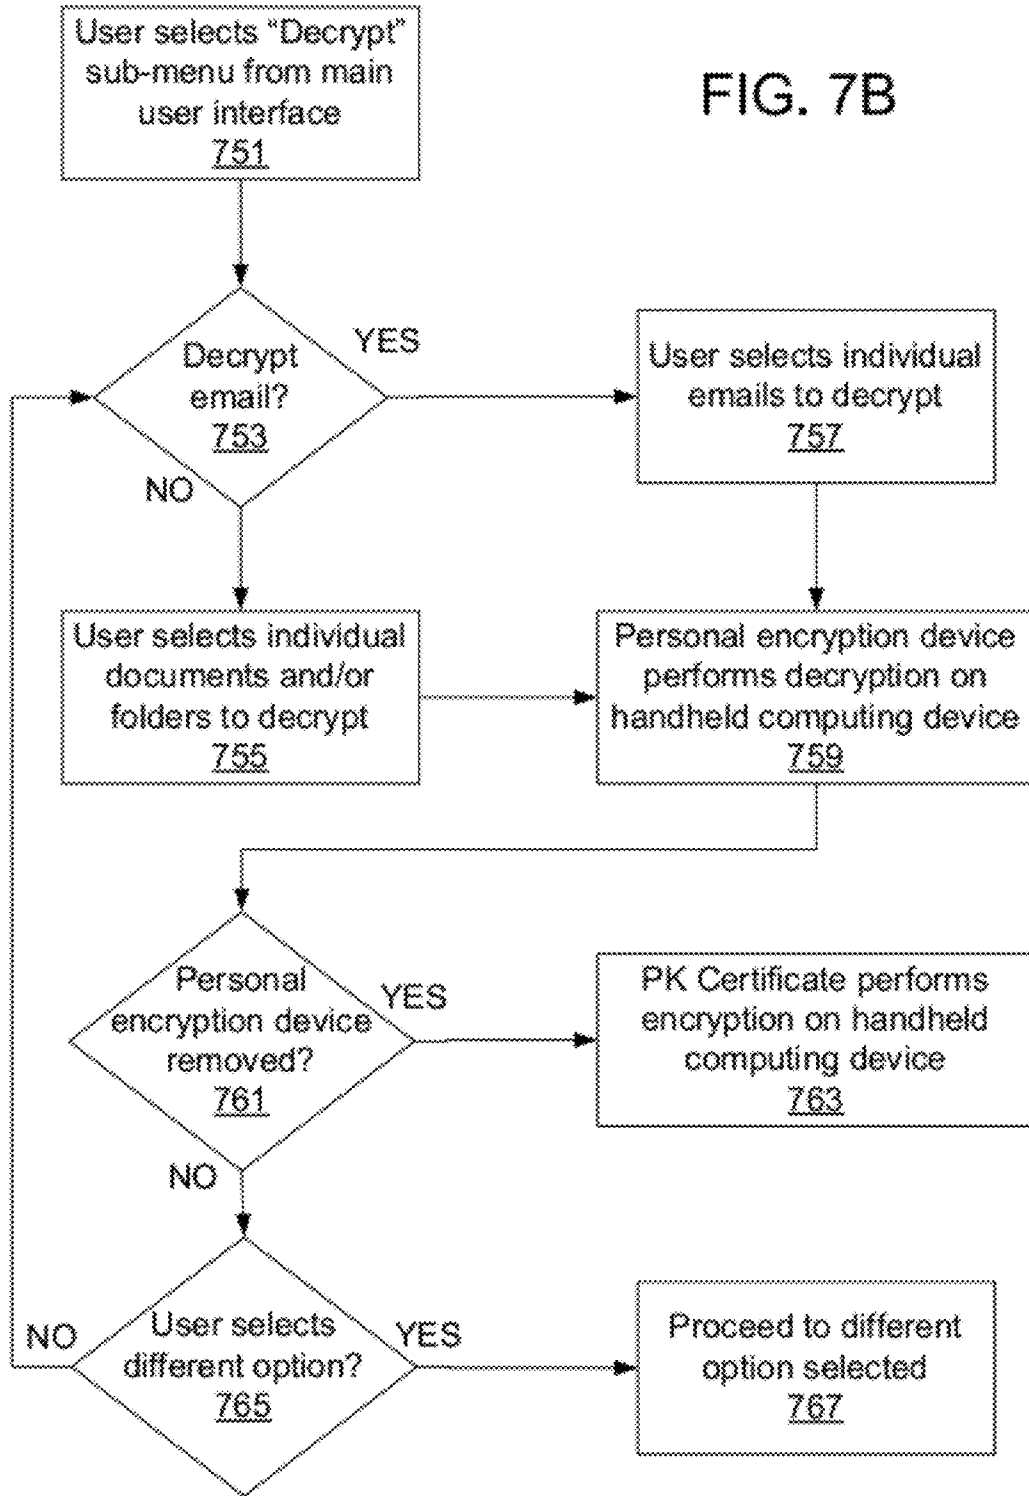 User selects “Decrypt”
sub-menu from main
user interface
751
FIG. 7B
Decrypt
email?
753
YES
NO
User selects individual
emails to decrypt
757
User selects individual
documents and/or
folders to decrypt
755
Personal encryption device
performs decryption on
handheld computing device
759
Personal
encryption device
removed?
761
YES
NO
PK Certificate performs
encryption on handheld
computing device
763
User selects
different option?
765
NO
YES
Proceed to different
option selected
767